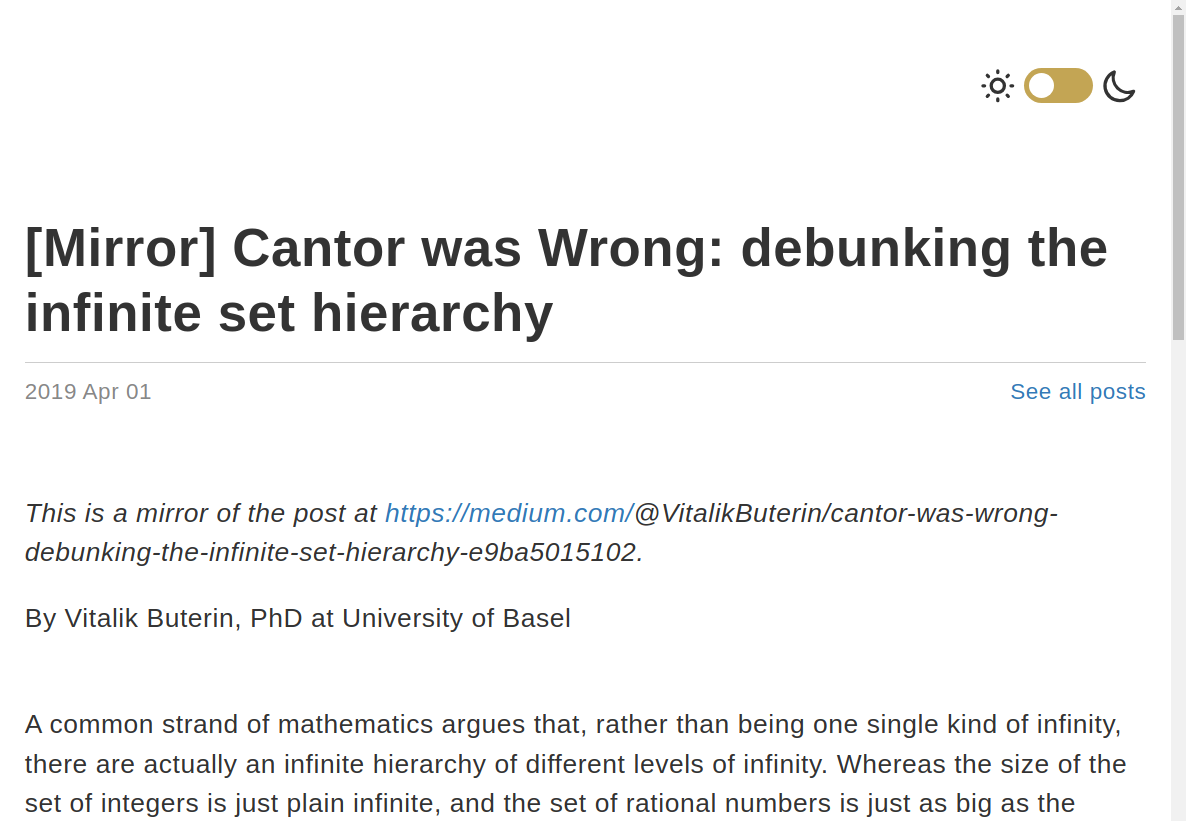 [Mirror] Cantor was Wrong: debunking the
infinite set hierarchy
2019 Apr 01
See all posts
This is a mirror of the post at https://medium.com/@VitalikButerin/cantor-was-wrong-
debunking-the-infinite-set-hierarchy-e9ba5015102.
By Vitalik Buterin, PhD at University of Basel
A common strand of mathematics argues that, rather than being one single kind of infinity,
there are actually an infinite hierarchy of different levels of infinity. Whereas the size of the
set of integers is just plain infinite, and the set of rational numbers is just as big as the